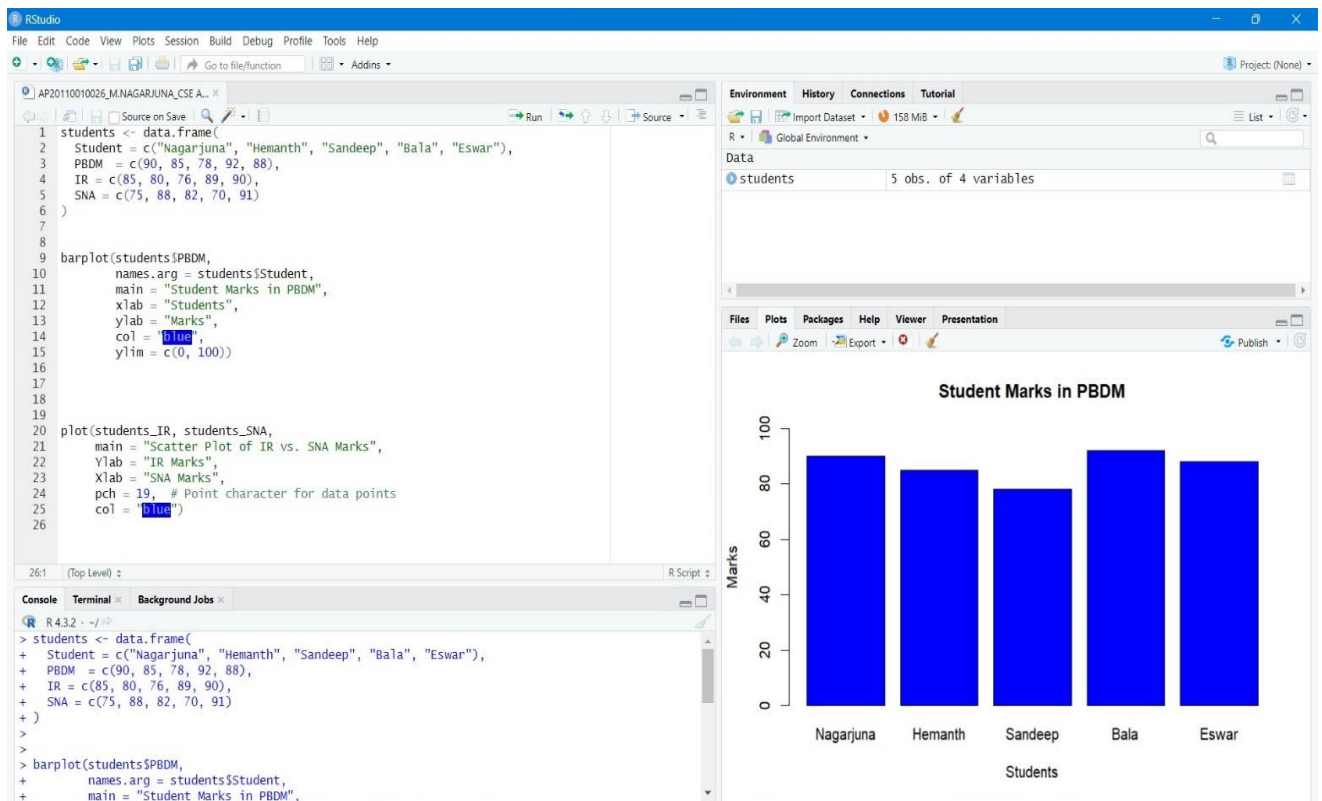 RStudio
File Edit Code View Plots Session Build Debug Profile Tools Help
Go to file/function Addins Project: (None)
AP20110010026_M.NAGARJUNA_CSE A...
Source on Save Run Source
1 students <- data.frame(
2 Student = c("Nagarjuna", "Hemanth", "Sandeep", "Bala", "Eswar"),
3 PBDM = c(90, 85, 78, 92, 88),
4 IR = c(85, 80, 76, 89, 90),
5 SNA = c(75, 88, 82, 70, 91)
6 )
7
8
9 barplot(students$PBDM,
10 names.arg = students$Student,
11 main = "Student Marks in PBDM",
12 xlab = "Students",
13 ylab = "Marks",
14 col = "blue",
15 ylim = c(0, 100))
16
17
18
19
20 plot(students_IR, students_SNA,
21 main = "Scatter Plot of IR vs. SNA Marks",
22 Ylab = "IR Marks",
23 Xlab = "SNA Marks",
24 pch = 19, # Point character for data points
25 col = "blue")
26
26:1 (Top Level) R Script
Console Terminal Background Jobs
R 4.3.2 · ~/
> students <- data.frame(
+ Student = c("Nagarjuna", "Hemanth", "Sandeep", "Bala", "Eswar"),
+ PBDM = c(90, 85, 78, 92, 88),
+ IR = c(85, 80, 76, 89, 90),
+ SNA = c(75, 88, 82, 70, 91)
+ )
>
>
> barplot(students$PBDM,
+ names.arg = students$Student,
+ main = "Student Marks in PBDM",
Environment History Connections Tutorial
Import Dataset 158 MiB List
R Global Environment
Data
students 5 obs. of 4 variables
Files Plots Packages Help Viewer Presentation
Zoom Export Publish
Student Marks in PBDM
100
80
60
40
20
0
Marks
Nagarjuna Hemanth Sandeep Bala Eswar
Students